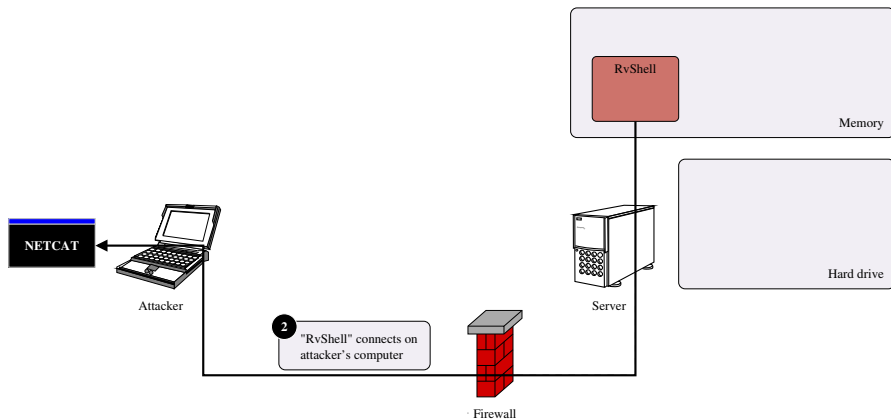 RvShell
Memory
NETCAT
Hard drive
Attacker
Server
2
"RvShell" connects on
attacker's computer
Firewall